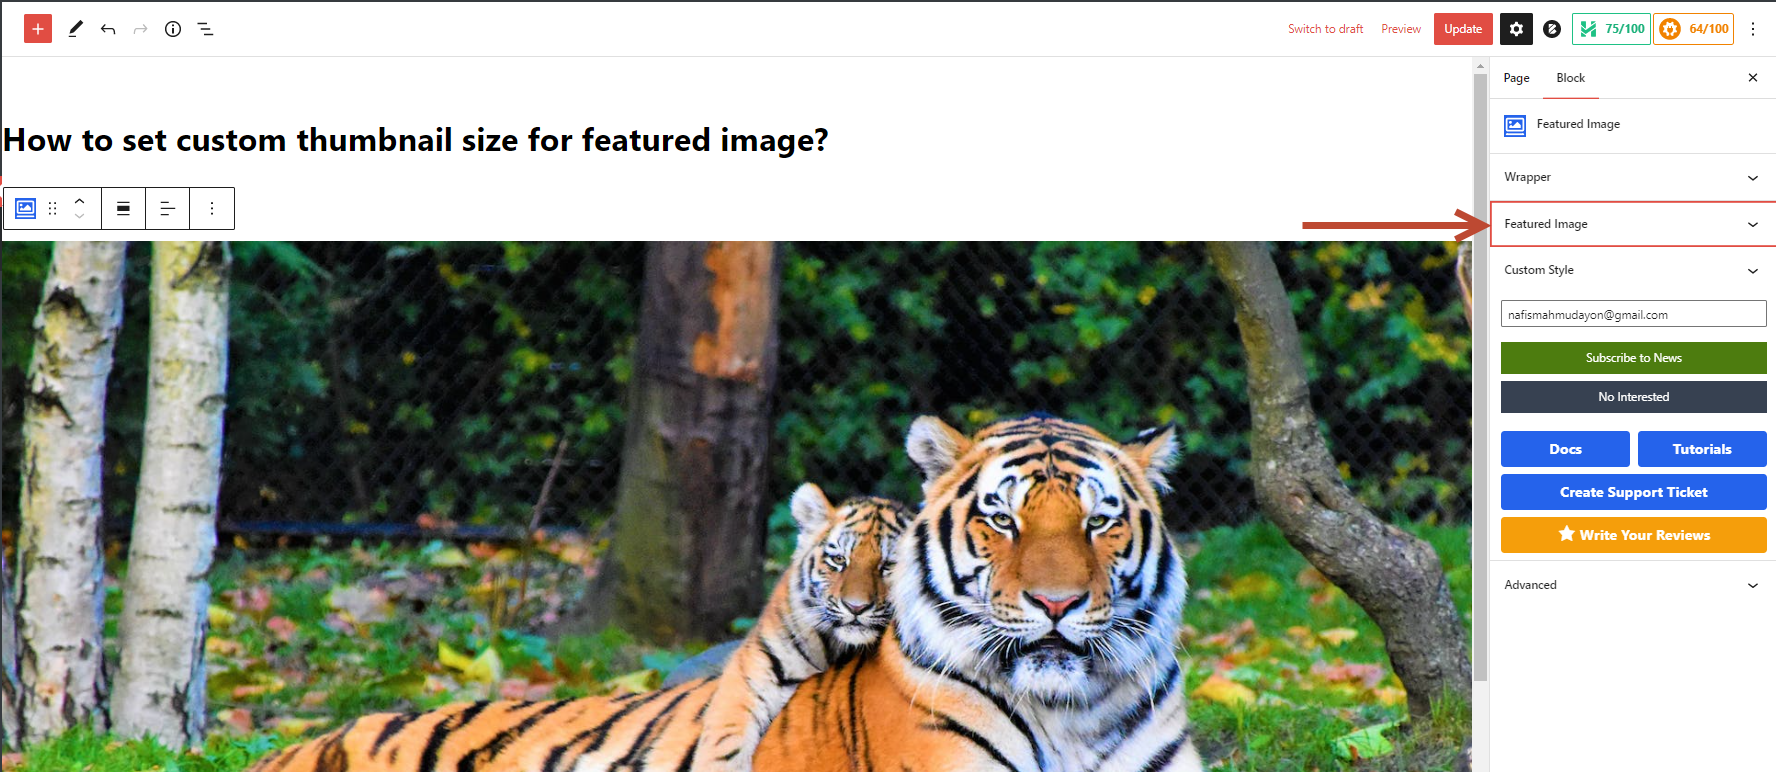 Switch to draft
Preview
Update
75/100
64/100
Page
Block
Featured Image
How to set custom thumbnail size for featured image?
Wrapper
Featured Image
Custom Style
nafismahmudayon@gmail.com
Subscribe to News
No Interested
Docs
Tutorials
Create Support Ticket
Write Your Reviews
Advanced